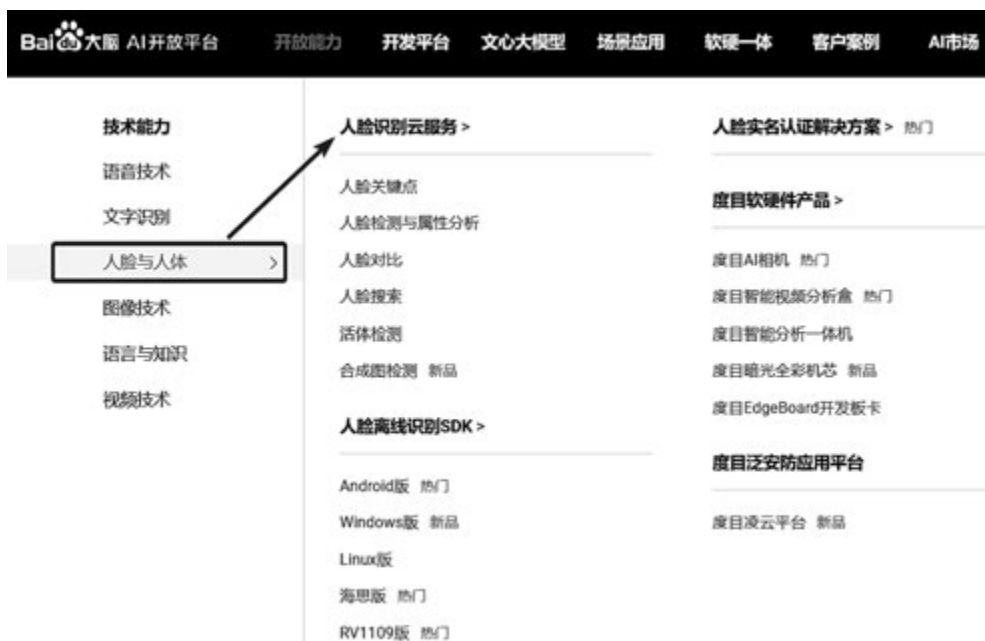 Bai du 大脑 AI开放平台 开放能力 开发平台 文心大模型 场景应用 软硬一体 客户案例 AI市场
技术能力
语音技术
文字识别
人脸与人体 >
图像技术
语言与知识
视频技术
人脸识别云服务 >
人脸关键点
人脸检测与属性分析
人脸对比
人脸搜索
活体检测
合成图检测 新品
人脸离线识别SDK >
Android版 热门
Windows版 新品
Linux版
海思版 热门
RV1109版 热门
人脸实名认证解决方案 > 热门
度目软硬件产品 >
度目AI相机 热门
度目智能视频分析盒 热门
度目智能分析一体机
度目暗光全彩机芯 新品
度目EdgeBoard开发板卡
度目泛安防应用平台
度目凌云平台 新品